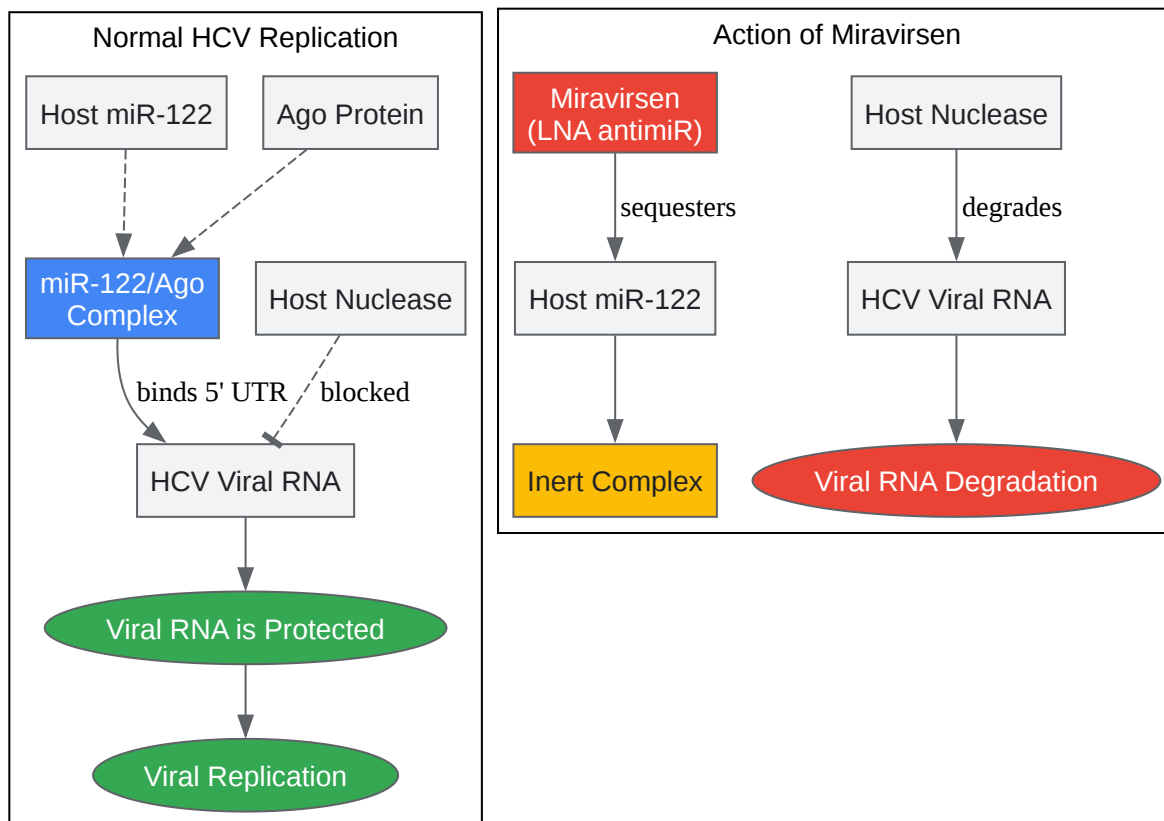 Normal HCV Replication
Host miR-122
Ago Protein
miR-122/Ago
Complex
Host Nuclease
binds 5' UTR
blocked
HCV Viral RNA
Viral RNA is Protected
Viral Replication
Action of Miravirsen
Miravirsen
(LNA antimiR)
Host Nuclease
sequesters
degrades
Host miR-122
HCV Viral RNA
Inert Complex
Viral RNA Degradation